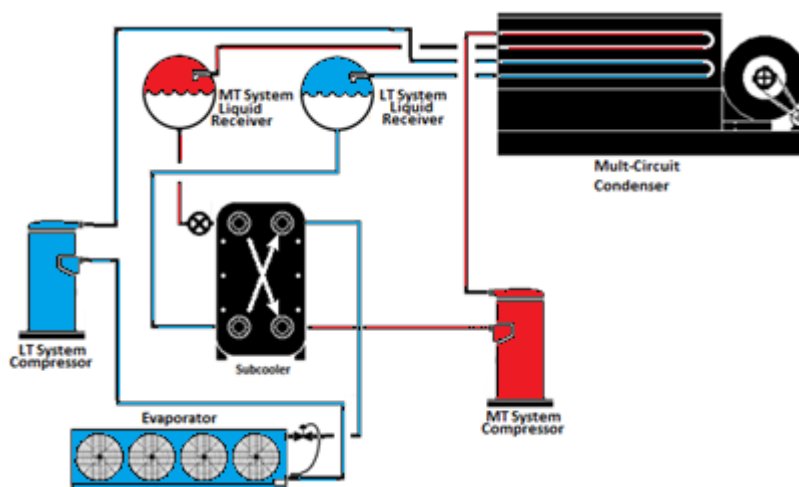 MT System
Liquid
Receiver
LT System
Liquid
Receiver
Mult-Circuit
Condenser
LT System
Compressor
Subcooler
Evaporator
MT System
Compressor